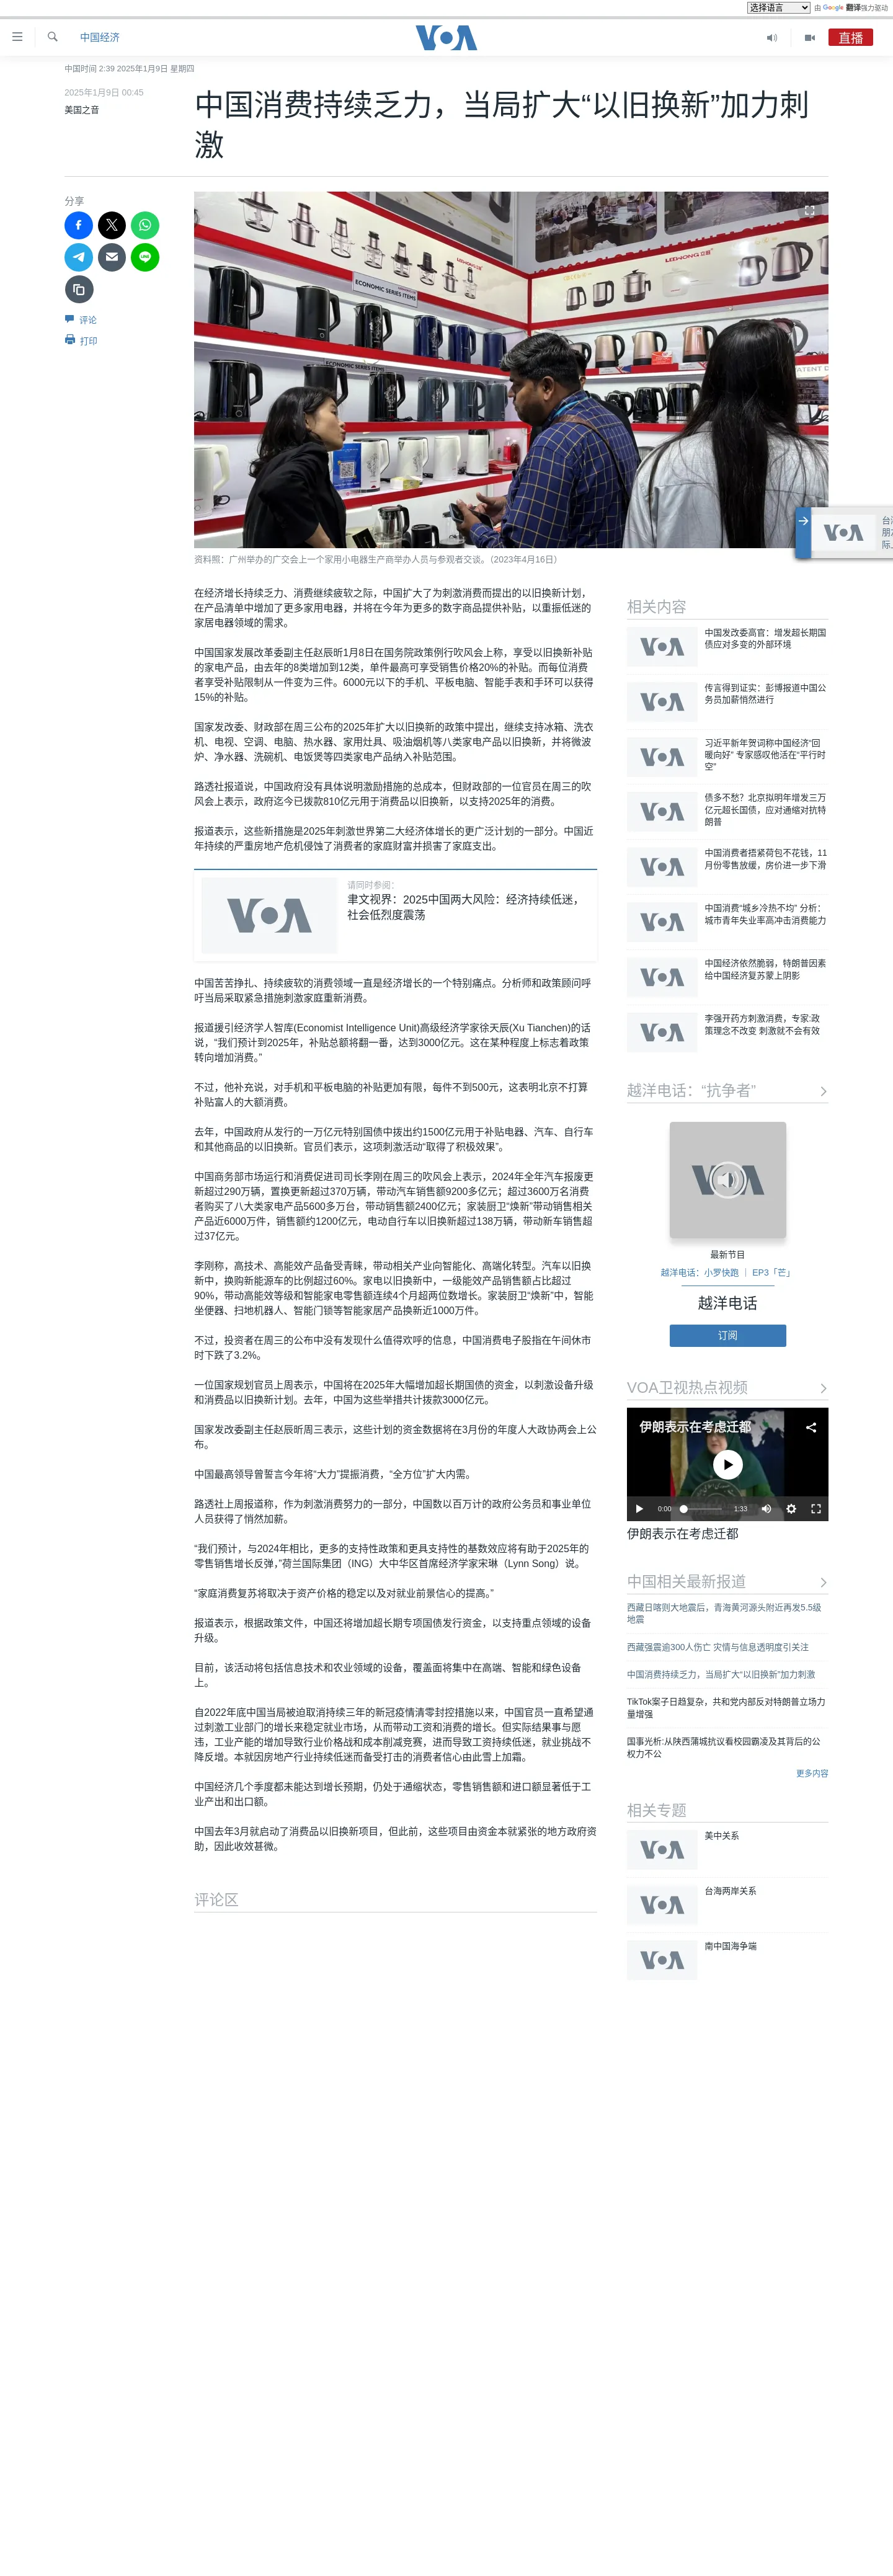 选择语言 由 Google 翻译强力驱动
中国经济
VOA
直播
中国时间 2:39 2025年1月9日 星期四
2025年1月9日 00:45
美国之音
中国消费持续乏力，当局扩大“以旧换新”加力刺
激
分享
评论
打印
ECONOMIC SERIES ITEMS
ECONOMIC SERIES ITEMS
LEEHONG立鸿
资料照：广州举办的广交会上一个家用小电器生产商举办人员与参观者交谈。（2023年4月16日）
在经济增长持续乏力、消费继续疲软之际，中国扩大了为刺激消费而提出的以旧换新计划，
在产品清单中增加了更多家用电器，并将在今年为更多的数字商品提供补贴，以重振低迷的
家居电器领域的需求。
中国国家发展改革委副主任赵辰昕1月8日在国务院政策例行吹风会上称，享受以旧换新补贴
的家电产品，由去年的8类增加到12类，单件最高可享受销售价格20%的补贴。而每位消费
者享受补贴限制从一件变为三件。6000元以下的手机、平板电脑、智能手表和手环可以获得
15%的补贴。
国家发改委、财政部在周三公布的2025年扩大以旧换新的政策中提出，继续支持冰箱、洗衣
机、电视、空调、电脑、热水器、家用灶具、吸油烟机等八类家电产品以旧换新，并将微波
炉、净水器、洗碗机、电饭煲等四类家电产品纳入补贴范围。
路透社报道说，中国政府没有具体说明激励措施的总成本，但财政部的一位官员在周三的吹
风会上表示，政府迄今已拨款810亿元用于消费品以旧换新，以支持2025年的消费。
报道表示，这些新措施是2025年刺激世界第二大经济体增长的更广泛计划的一部分。中国近
年持续的严重房地产危机侵蚀了消费者的家庭财富并损害了家庭支出。
VOA
请同时参阅：
聿文视界：2025中国两大风险：经济持续低迷，
社会低烈度震荡
中国苦苦挣扎、持续疲软的消费领域一直是经济增长的一个特别痛点。分析师和政策顾问呼
吁当局采取紧急措施刺激家庭重新消费。
报道援引经济学人智库(Economist Intelligence Unit)高级经济学家徐天辰(Xu Tianchen)的话
说，“我们预计到2025年，补贴总额将翻一番，达到3000亿元。这在某种程度上标志着政策
转向增加消费。”
不过，他补充说，对手机和平板电脑的补贴更加有限，每件不到500元，这表明北京不打算
补贴富人的大额消费。
去年，中国政府从发行的一万亿元特别国债中拨出约1500亿元用于补贴电器、汽车、自行车
和其他商品的以旧换新。官员们表示，这项刺激活动“取得了积极效果”。
中国商务部市场运行和消费促进司司长李刚在周三的吹风会上表示，2024年全年汽车报废更
新超过290万辆，置换更新超过370万辆，带动汽车销售额9200多亿元；超过3600万名消费
者购买了八大类家电产品5600多万台，带动销售额2400亿元；家装厨卫“焕新”带动销售相关
产品近6000万件，销售额约1200亿元，电动自行车以旧换新超过138万辆，带动新车销售超
过37亿元。
李刚称，高技术、高能效产品备受青睐，带动相关产业向智能化、高端化转型。汽车以旧换
新中，换购新能源车的比例超过60%。家电以旧换新中，一级能效产品销售额占比超过
90%，带动高能效等级和智能家电零售额连续4个月超两位数增长。家装厨卫“焕新”中，智能
坐便器、扫地机器人、智能门锁等智能家居产品换新近1000万件。
不过，投资者在周三的公布中没有发现什么值得欢呼的信息，中国消费电子股指在午间休市
时下跌了3.2%。
一位国家规划官员上周表示，中国将在2025年大幅增加超长期国债的资金，以刺激设备升级
和消费品以旧换新计划。去年，中国为这些举措共计拨款3000亿元。
国家发改委副主任赵辰昕周三表示，这些计划的资金数据将在3月份的年度人大政协两会上公
布。
中国最高领导曾誓言今年将“大力”提振消费，“全方位”扩大内需。
路透社上周报道称，作为刺激消费努力的一部分，中国数以百万计的政府公务员和事业单位
人员获得了悄然加薪。
“我们预计，与2024年相比，更多的支持性政策和更具支持性的基数效应将有助于2025年的
零售销售增长反弹，”荷兰国际集团（ING）大中华区首席经济学家宋琳（Lynn Song）说。
“家庭消费复苏将取决于资产价格的稳定以及对就业前景信心的提高。”
报道表示，根据政策文件，中国还将增加超长期专项国债发行资金，以支持重点领域的设备
升级。
目前，该活动将包括信息技术和农业领域的设备，覆盖面将集中在高端、智能和绿色设备
上。
自2022年底中国当局被迫取消持续三年的新冠疫情清零封控措施以来，中国官员一直希望通
过刺激工业部门的增长来稳定就业市场，从而带动工资和消费的增长。但实际结果事与愿
违，工业产能的增加导致行业价格战和成本削减竞赛，进而导致工资持续低迷，就业挑战不
降反增。本就因房地产行业持续低迷而备受打击的消费者信心由此雪上加霜。
中国经济几个季度都未能达到增长预期，仍处于通缩状态，零售销售额和进口额显著低于工
业产出和出口额。
中国去年3月就启动了消费品以旧换新项目，但此前，这些项目由资金本就紧张的地方政府资
助，因此收效甚微。
评论区
VOA
相关内容
VOA
中国发改委高官：增发超长期国
债应对多变的外部环境
VOA
传言得到证实：彭博报道中国公
务员加薪悄然进行
VOA
习近平新年贺词称中国经济“回
暖向好” 专家感叹他活在“平行时
空”
VOA
债多不愁？北京拟明年增发三万
亿元超长国债，应对通缩对抗特
朗普
VOA
中国消费者捂紧荷包不花钱，11
月份零售放缓，房价进一步下滑
VOA
中国消费“城乡冷热不均” 分析：
城市青年失业率高冲击消费能力
VOA
中国经济依然脆弱，特朗普因素
给中国经济复苏蒙上阴影
VOA
李强开药方刺激消费，专家:政
策理念不改变 刺激就不会有效
越洋电话：“抗争者”
VOA
最新节目
越洋电话：小罗快跑 ｜ EP3「芒」
越洋电话
订阅
VOA卫视热点视频
伊朗表示在考虑迁都
0:00 1:33
伊朗表示在考虑迁都
中国相关最新报道
西藏日喀则大地震后，青海黄河源头附近再发5.5级
地震
西藏强震逾300人伤亡 灾情与信息透明度引关注
中国消费持续乏力，当局扩大“以旧换新”加力刺激
TikTok案子日趋复杂，共和党内部反对特朗普立场力
量增强
国事光析:从陕西蒲城抗议看校园霸凌及其背后的公
权力不公
更多内容
相关专题
VOA
美中关系
VOA
台海两岸关系
VOA
南中国海争端